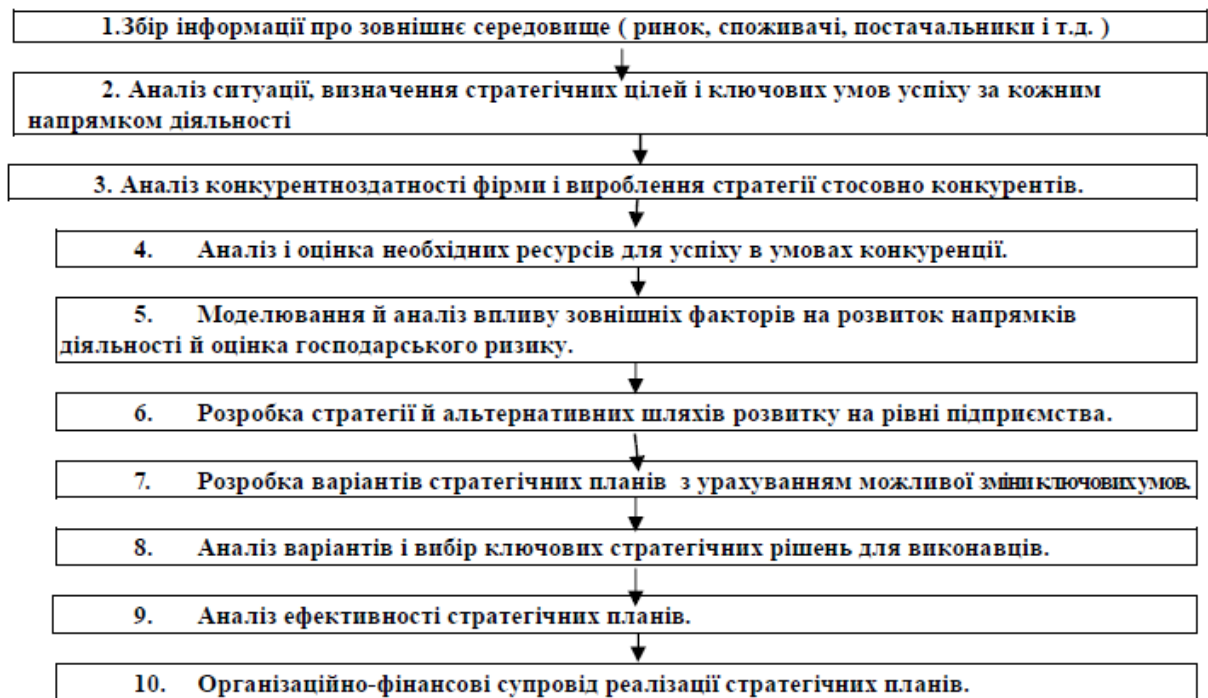 1.Збір інформації про зовнішнє середовище ( ринок, споживачі, постачальники і т.д. )
2. Аналіз ситуації, визначення стратегічних цілей і ключових умов успіху за кожним
напрямком діяльності
3. Аналіз конкурентноздатності фірми і вироблення стратегії стосовно конкурентів.
4. Аналіз і оцінка необхідних ресурсів для успіху в умовах конкуренції.
5. Моделювання й аналіз впливу зовнішніх факторів на розвиток напрямків
діяльності й оцінка господарського ризику.
6. Розробка стратегії й альтернативних шляхів розвитку на рівні підприємства.
7. Розробка варіантів стратегічних планів з урахуванням можливої зміни ключових умов.
8. Аналіз варіантів і вибір ключових стратегічних рішень для виконавців.
9. Аналіз ефективності стратегічних планів.
10. Організаційно-фінансові супровід реалізації стратегічних планів.